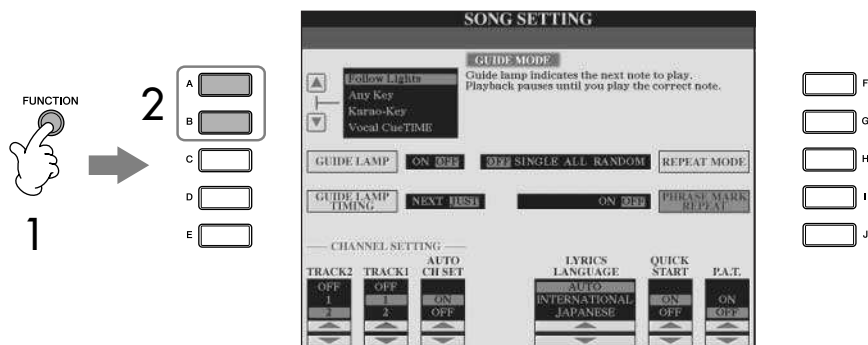 SONG SETTING
FUNCTION
1
2
A
B
C
D
E
GUIDE MODE
Guide lamp indicates the next note to play.
Playback pauses until you play the correct note.
Follow Lights
Any Key
Karao-Key
Vocal CueTIME
GUIDE LAMP ON OFF OFF SINGLE ALL RANDOM REPEAT MODE
GUIDE LAMP TIMING NEXT JUST ON OFF PHRASE MARK REPEAT
CHANNEL SETTING
TRACK2 TRACK1 AUTO CH SET LYRICS LANGUAGE QUICK START P.A.T.
OFF OFF AUTO
1 1 ON INTERNATIONAL ON ON
2 2 OFF JAPANESE OFF OFF
F
G
H
I
J